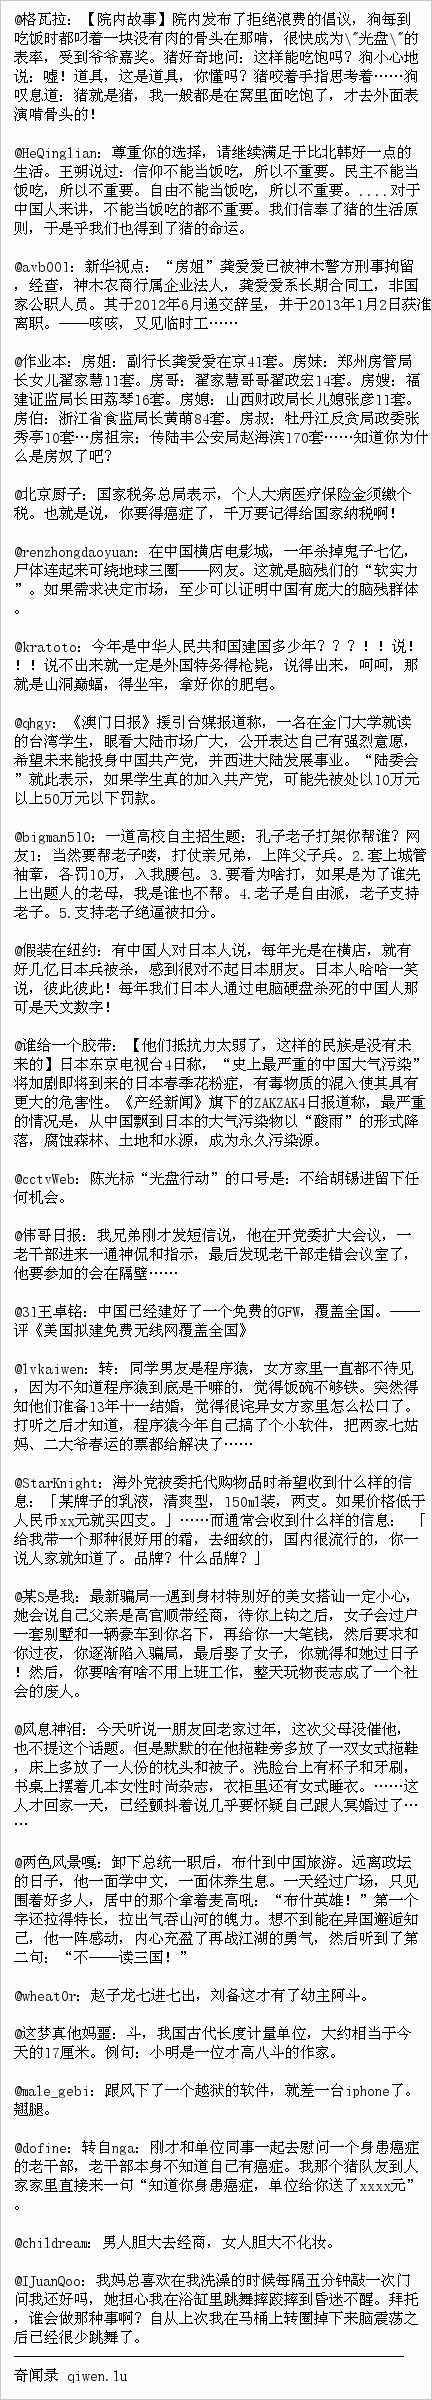 @格瓦拉：【院内故事】院内发布了拒绝浪费的倡议，狗每到
吃饭时都叼着一块没有肉的骨头在那啃，很快成为\"光盘\"的
表率，受到爷爷嘉奖。猪好奇地问：这样能吃饱吗？狗小心地
说：嘘！道具，这是道具，你懂吗？猪咬着手指思考着……狗
叹息道：猪就是猪，我一般都是在窝里面吃饱了，才去外面表
演啃骨头的！
@HeQinglian：尊重你的选择，请继续满足于比北韩好一点的
生活。王朔说过：信仰不能当饭吃，所以不重要。民主不能当
饭吃，所以不重要。自由不能当饭吃，所以不重要。....对于
中国人来讲，不能当饭吃的都不重要。我们信奉了猪的生活原
则，于是乎我们也得到了猪的命运。
@avb001：新华视点：“房姐”龚爱爱已被神木警方刑事拘留
，经查，神木农商行属企业法人，龚爱爱系长期合同工，非国
家公职人员。其于2012年6月递交辞呈，并于2013年1月2日获准
离职。——咳咳，又见临时工……
@作业本：房姐：副行长龚爱爱在京41套。房妹：郑州房管局
长女儿翟家慧11套。房哥：翟家慧哥哥翟政宏14套。房嫂：福
建证监局长田荔琴16套。房媳：山西财政局长儿媳张彦11套。
房伯：浙江省食监局长黄萌84套。房叔：牡丹江反贪局政委张
秀亭10套…房祖宗：传陆丰公安局赵海滨170套……知道你为什
么是房奴了吧？
@北京厨子：国家税务总局表示，个人大病医疗保险金须缴个
税。也就是说，你要得癌症了，千万要记得给国家纳税啊！
@renzhongdaoyuan：在中国横店电影城，一年杀掉鬼子七亿，
尸体连起来可绕地球三圈——网友。这就是脑残们的“软实力
”。如果需求决定市场，至少可以证明中国有庞大的脑残群体
。
@kratoto：今年是中华人民共和国建国多少年？？？！！说！
！！说不出来就一定是外国特务得枪毙，说得出来，呵呵，那
就是山洞巅蝠，得坐牢，拿好你的肥皂。
@qhgy：《澳门日报》援引台媒报道称，一名在金门大学就读
的台湾学生，眼看大陆市场广大，公开表达自己有强烈意愿，
希望未来能投身中国共产党，并西进大陆发展事业。“陆委会
”就此表示，如果学生真的加入共产党，可能先被处以10万元
以上50万元以下罚款。
@bigman510：一道高校自主招生题：孔子老子打架你帮谁？网
友1：当然要帮老子喽，打仗亲兄弟，上阵父子兵。2.套上城管
袖章，各罚10万，入我腰包。3.要看为啥打，如果是为了谁先
上出题人的老母，我是谁也不帮。4.老子是自由派，老子支持
老子。5.支持老子绝逼被扣分。
@假装在纽约：有中国人对日本人说，每年光是在横店，就有
好几亿日本兵被杀，感到很对不起日本朋友。日本人哈哈一笑
说，彼此彼此！每年我们日本人通过电脑硬盘杀死的中国人那
可是天文数字！
@谁给一个胶带：【他们抵抗力太弱了，这样的民族是没有未
来的】日本东京电视台4日称，“史上最严重的中国大气污染”
将加剧即将到来的日本春季花粉症，有毒物质的混入使其具有
更大的危害性。《产经新闻》旗下的ZAKZAK4日报道称，最严重
的情况是，从中国飘到日本的大气污染物以“酸雨”的形式降
落，腐蚀森林、土地和水源，成为永久污染源。
@cctvWeb：陈光标“光盘行动”的口号是：不给胡锡进留下任
何机会。
@伟哥日报：我兄弟刚才发短信说，他在开党委扩大会议，一
老干部进来一通神侃和指示，最后发现老干部走错会议室了，
他要参加的会在隔壁……
@31王卓铭：中国已经建好了一个免费的GFW，覆盖全国。——
评《美国拟建免费无线网覆盖全国》
@lvkaiwen：转：同学男友是程序猿，女方家里一直都不待见
，因为不知道程序猿到底是干嘛的，觉得饭碗不够铁。突然得
知他们准备13年十一结婚，觉得很诧异女方家里怎么松口了。
打听之后才知道，程序猿今年自己搞了个小软件，把两家七姑
妈、二大爷春运的票都给解决了……
@StarKnight：海外党被委托代购物品时希望收到什么样的信
息：「某牌子的乳液，清爽型，150ml装，两支。如果价格低于
人民币xx元就买四支。」……而通常会收到什么样的信息： 「
给我带一个那种很好用的霜，去细纹的，国内很流行的，你一
说人家就知道了。品牌？什么品牌？」
@某S是我：最新骗局--遇到身材特别好的美女搭讪一定小心，
她会说自己父亲是高官顺带经商，待你上钩之后，女子会过户
一套别墅和一辆豪车到你名下，再给你一大笔钱，然后要求和
你过夜，你逐渐陷入骗局，最后娶了女子，你就得和她过日子
！然后，你要啥有啥不用上班工作，整天玩物丧志成了一个社
会的废人。
@风息神泪：今天听说一朋友回老家过年，这次父母没催他，
也不提这个话题。但是默默的在他拖鞋旁多放了一双女式拖鞋
，床上多放了一人份的枕头和被子。洗脸台上有杯子和牙刷，
书桌上摆着几本女性时尚杂志，衣柜里还有女式睡衣。……这
人才回家一天，已经颤抖着说几乎要怀疑自己跟人冥婚过了…
…
@两色风景嘎：卸下总统一职后，布什到中国旅游。远离政坛
的日子，他一面学中文，一面休养生息。一天经过广场，只见
围着好多人，居中的那个拿着麦高吼：“布什英雄！”第一个
字还拉得特长，拉出气吞山河的魄力。想不到能在异国邂逅知
己，他一阵感动，内心充盈了再战江湖的勇气，然后听到了第
二句：“不——读三国！”
@wheat0r：赵子龙七进七出，刘备这才有了幼主阿斗。
@这梦真他妈噩：斗，我国古代长度计量单位，大约相当于今
天的17厘米。例句：小明是一位才高八斗的作家。
@male_gebi：跟风下了一个越狱的软件，就差一台iphone了。
翘腿。
@dofine：转自nga：刚才和单位同事一起去慰问一个身患癌症
的老干部，老干部本身不知道自己有癌症。我那个猪队友到人
家家里直接来一句“知道你身患癌症，单位给你送了xxxx元”
。
@childream：男人胆大去经商，女人胆大不化妆。
@IJuanQoo：我妈总喜欢在我洗澡的时候每隔五分钟敲一次门
问我还好吗，她担心我在浴缸里跳舞摔跤摔到昏迷不醒。拜托
，谁会做那种事啊？自从上次我在马桶上转圈掉下来脑震荡之
后已经很少跳舞了。
奇闻录 qiwen.lu